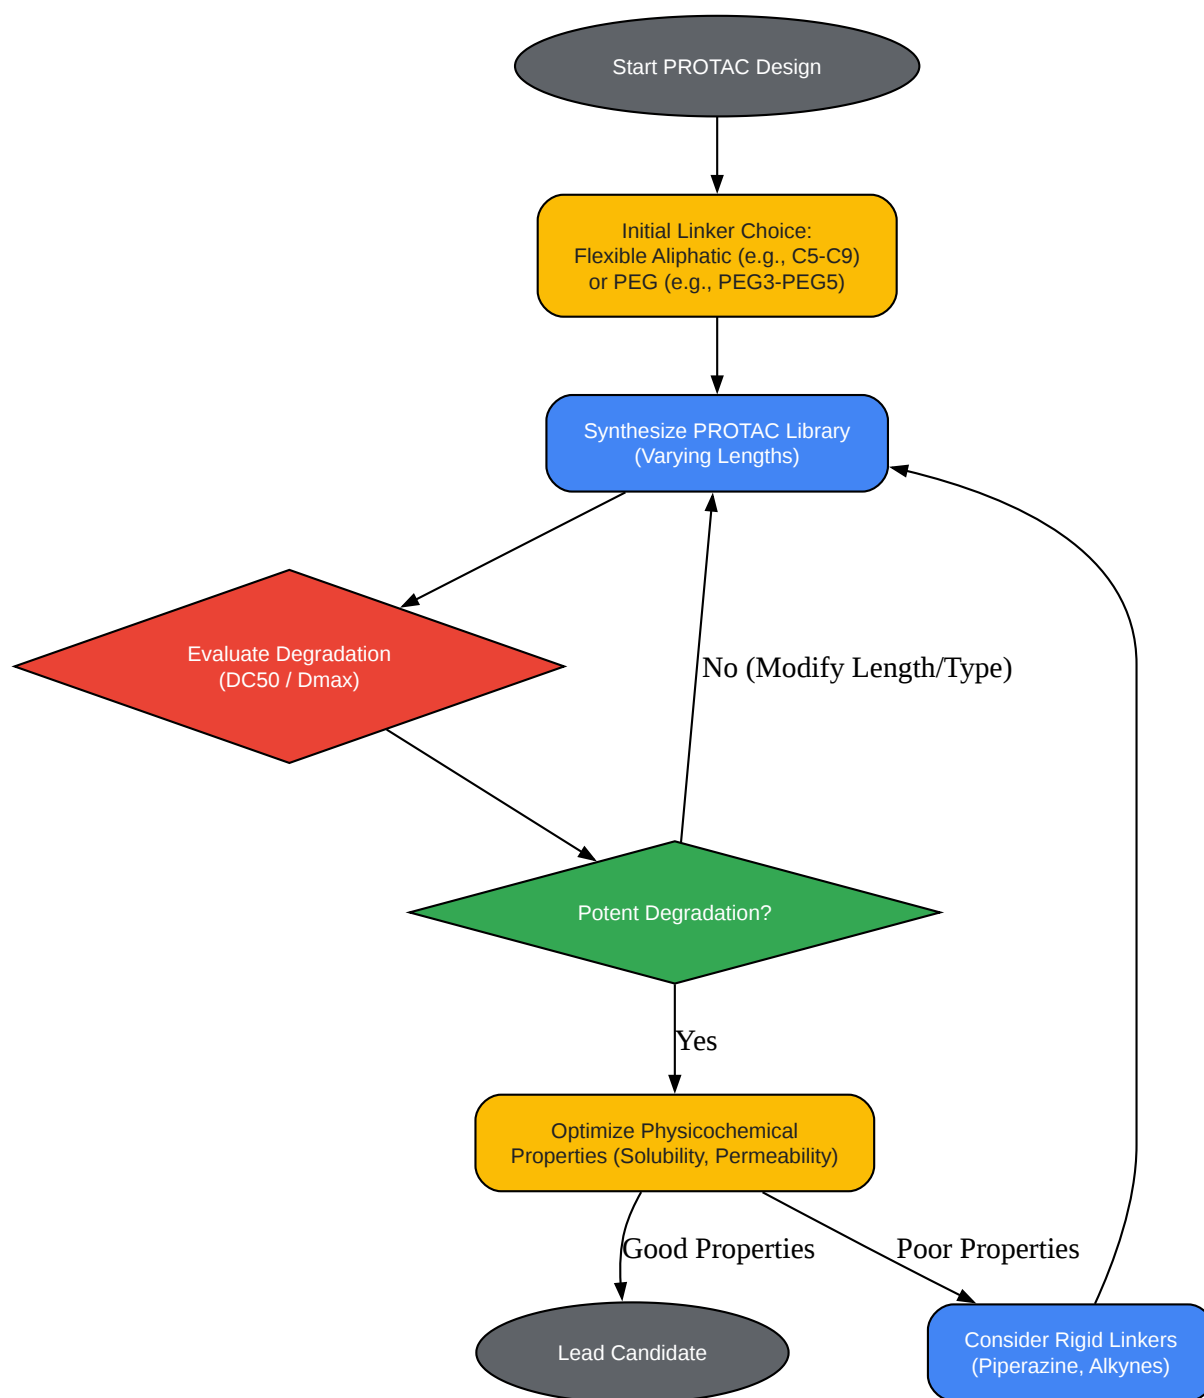 Start PROTAC Design
Initial Linker Choice:
Flexible Aliphatic (e.g., C5-C9)
or PEG (e.g., PEG3-PEG5)
Synthesize PROTAC Library
(Varying Lengths)
Evaluate Degradation
(DC50 / Dmax)
No (Modify Length/Type)
Potent Degradation?
Yes
Optimize Physicochemical
Properties (Solubility, Permeability)
Good Properties
Poor Properties
Lead Candidate
Consider Rigid Linkers
(Piperazine, Alkynes)